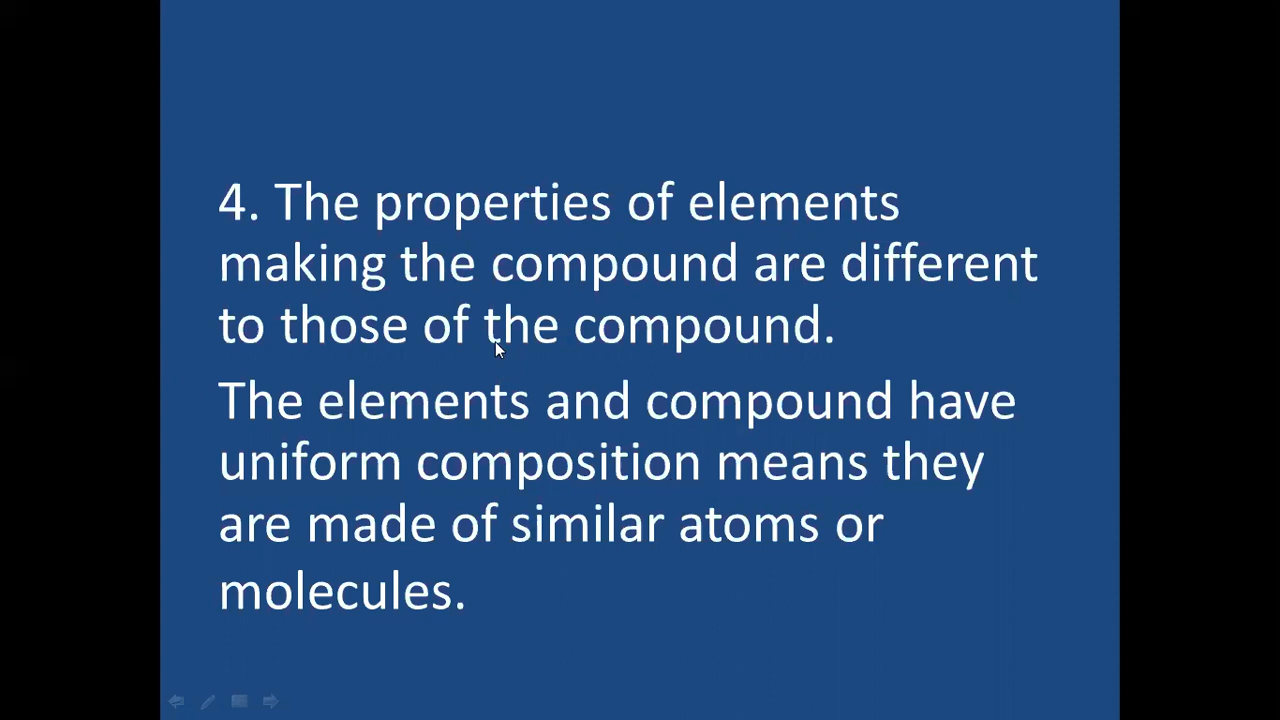 4. The properties of elements
making the compound are different
to those of the compound.
The elements and compound have
uniform composition means they
are made of similar atoms or
molecules.